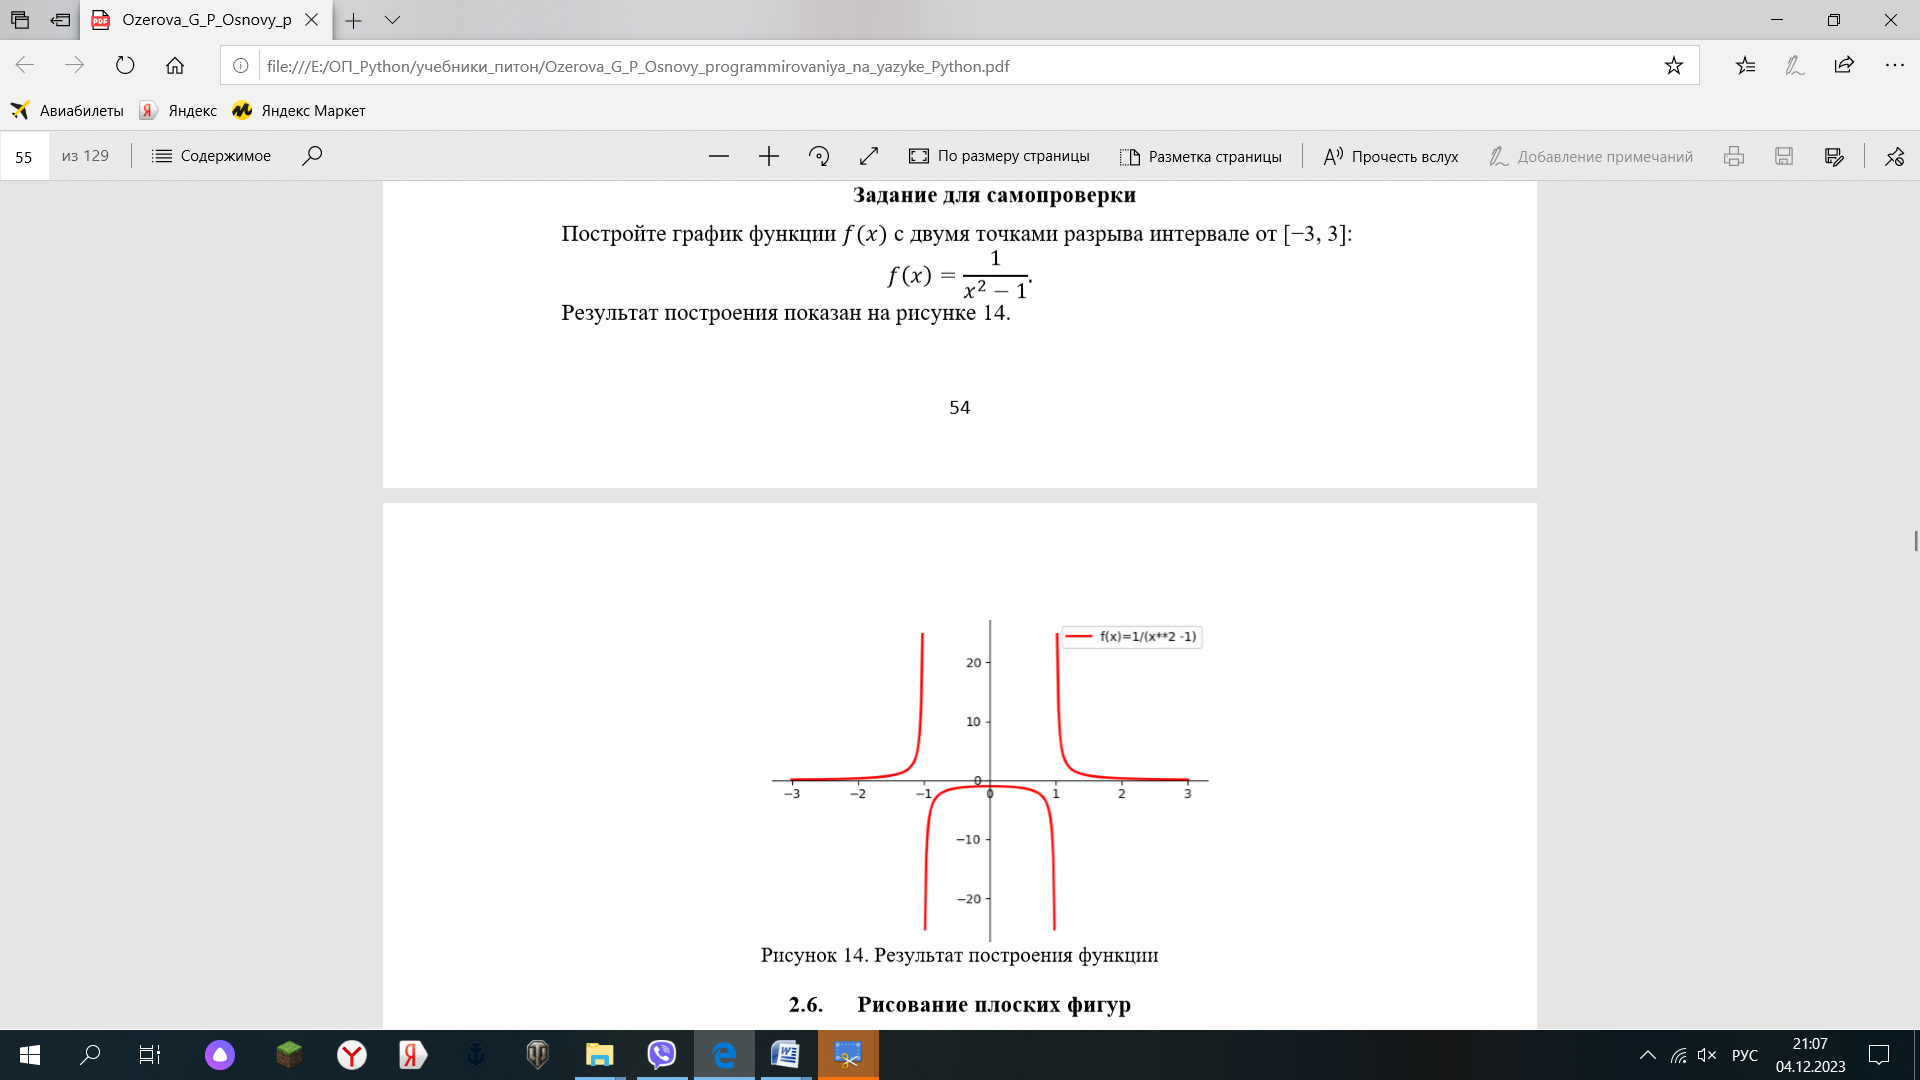 Ozerova_G_P_Osnovy_p
file:///E:/ОП_Python/учебники_питон/Ozerova_G_P_Osnovy_programmirovaniya_na_yazyke_Python.pdf
Авиабилеты Яндекс Яндекс Маркет
55 из 129 Содержимое По размеру страницы Разметка страницы Прочесть вслух Добавление примечаний
Задание для самопроверки
Постройте график функции f(x) с двумя точками разрыва интервале от [−3, 3]:
f(x) = 1/(x² − 1).
Результат построения показан на рисунке 14.
54
f(x)=1/(x**2 -1)
20
10
0
−3 −2 −1 0 1 2 3
−10
−20
Рисунок 14. Результат построения функции
2.6. Рисование плоских фигур
РУС
21:07
04.12.2023